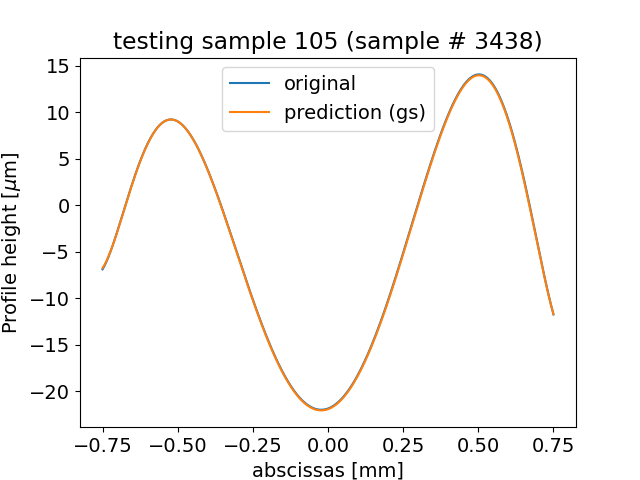 testing sample 105 (sample # 3438)
original
prediction (gs)
Profile height [μm]
15
10
5
0
−5
−10
−15
−20
−0.75 −0.50 −0.25 0.00 0.25 0.50 0.75
abscissas [mm]